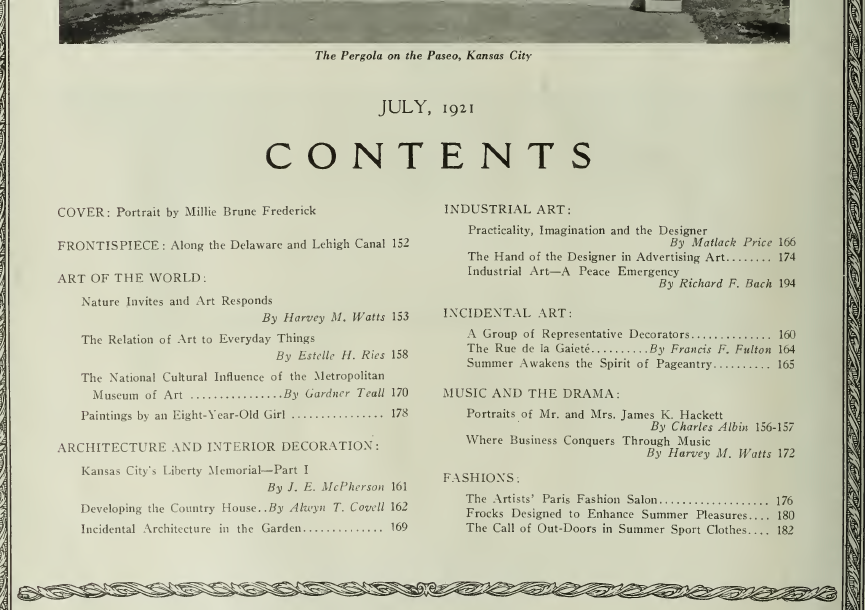 The Pergola on the Paseo, Kansas City
JULY, 1921
CONTENTS
COVER: Portrait by Millie Brune Frederick
FRONTISPIECE: Along the Delaware and Lehigh Canal 152
ART OF THE WORLD:
Nature Invites and Art Responds
By Harvey M. Watts 153
The Relation of Art to Everyday Things
By Estelle H. Ries 158
The National Cultural Influence of the Metropolitan
Museum of Art ................By Gardner Teall 170
Paintings by an Eight-Year-Old Girl ................ 178
ARCHITECTURE AND INTERIOR DECORATION:
Kansas City's Liberty Memorial—Part I
By J. E. McPherson 161
Developing the Country House..By Alwyn T. Covell 162
Incidental Architecture in the Garden.............. 169
INDUSTRIAL ART:
Practicality, Imagination and the Designer
By Matlack Price 166
The Hand of the Designer in Advertising Art........ 174
Industrial Art—A Peace Emergency
By Richard F. Bach 194
INCIDENTAL ART:
A Group of Representative Decorators.............. 160
The Rue de la Gaieté..........By Francis F. Fulton 164
Summer Awakens the Spirit of Pageantry.......... 165
MUSIC AND THE DRAMA:
Portraits of Mr. and Mrs. James K. Hackett
By Charles Albin 156-157
Where Business Conquers Through Music
By Harvey M. Watts 172
FASHIONS:
The Artists' Paris Fashion Salon................... 176
Frocks Designed to Enhance Summer Pleasures.... 180
The Call of Out-Doors in Summer Sport Clothes.... 182